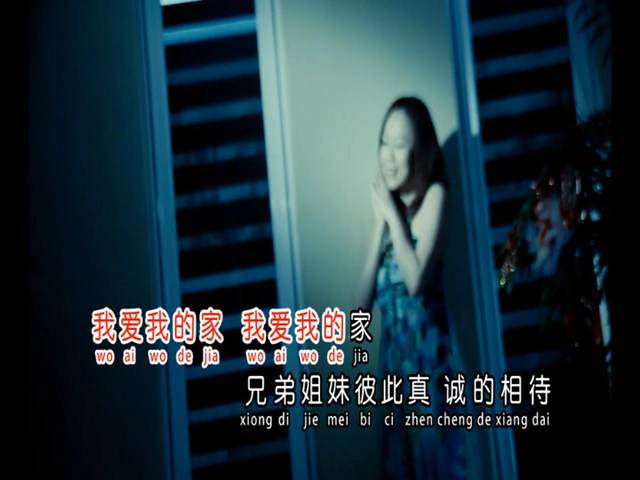 我爱我的家 我爱我的家
wo ai wo de jia wo ai wo de jia
兄弟姐妹彼此真 诚的相待
xiong di jie mei bi ci zhen cheng de xiang dai